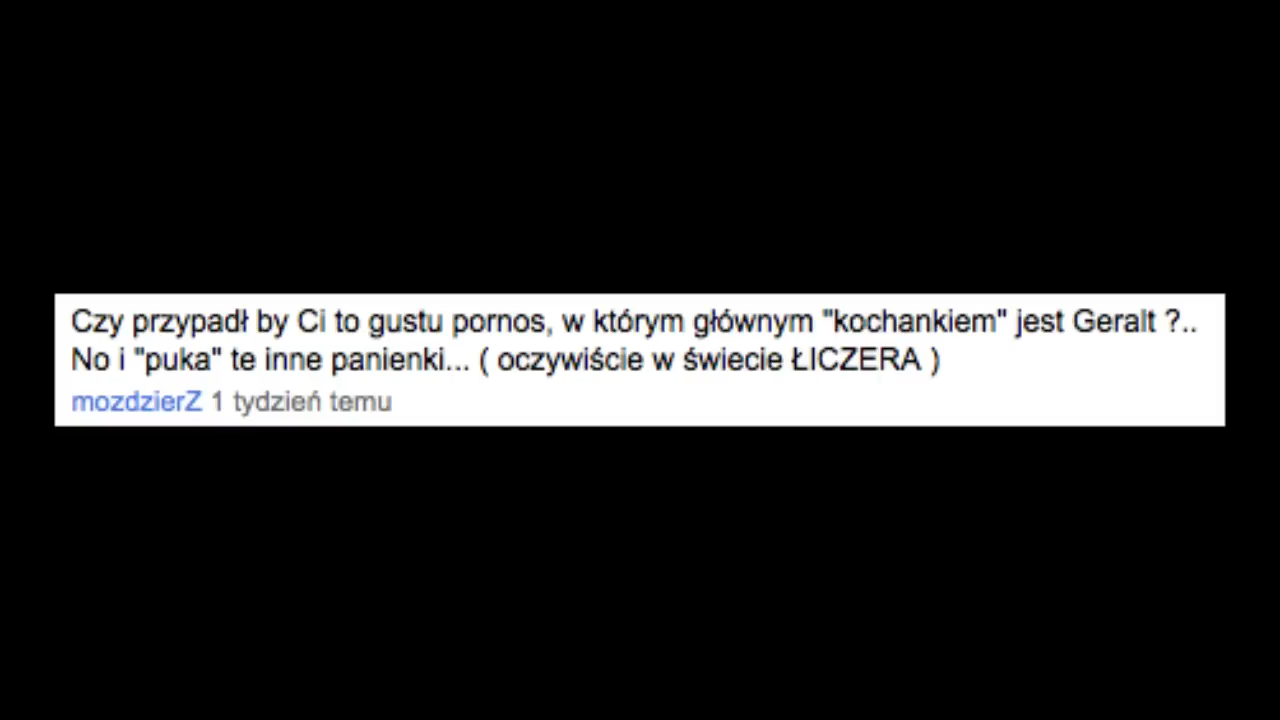 Czy przypadł by Ci to gustu pornos, w którym głównym "kochankiem" jest Geralt ?..
No i "puka" te inne panienki... ( oczywiście w świecie ŁICZERA )
mozdzierZ 1 tydzień temu